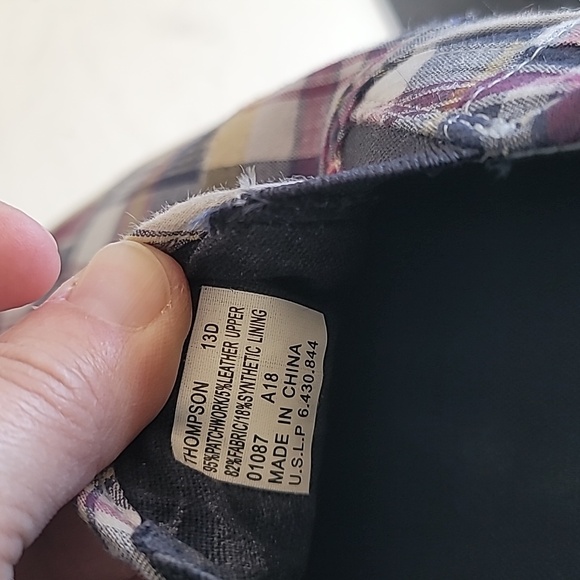 THOMPSON 13D
95%PATCHWORK/5%LEATHER UPPER
82%FABRIC/18%SYNTHETIC LINING
01087 A18
MADE IN CHINA
U.S.L.P 6.430.844